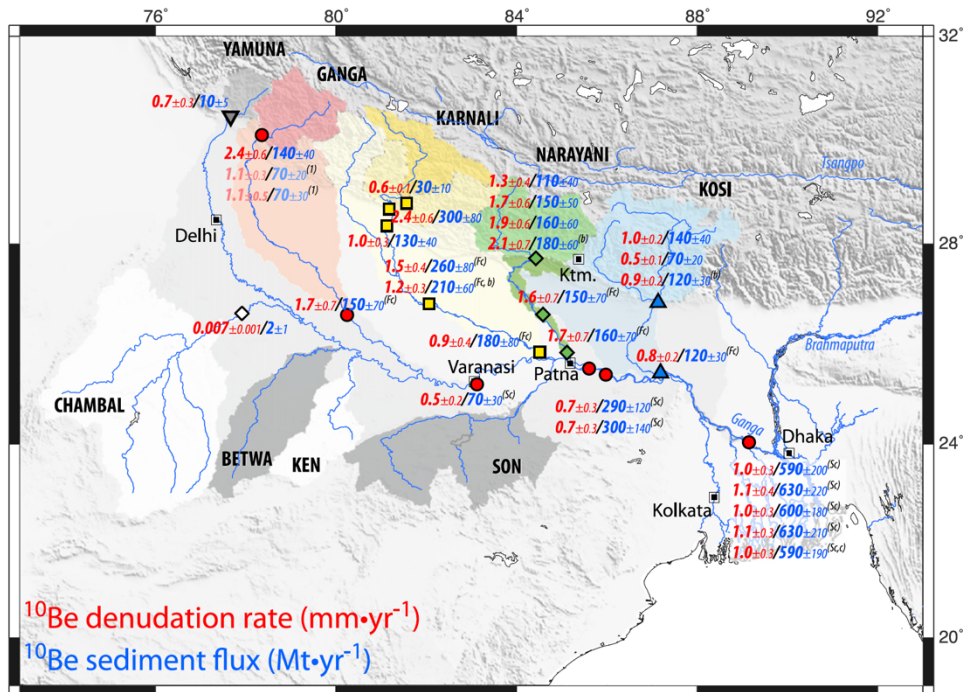 76 80 84 88 92°
32°
28°
24°
20°
YAMUNA
GANGA
KARNALI
NARAYANI
KOSI
Tsangpo
0.7±0.3/10±5
2.4±0.6/140±40
1.1±0.3/70±20(1)
1.1±0.5/70±30(1)
0.6±0.1/30±10
2.4±0.6/300±80
1.0±0.3/130±40
1.5±0.4/260±80(Fc)
1.2±0.3/210±60(Fc, b)
1.3±0.4/110±40
1.7±0.6/150±50
1.9±0.6/160±60
2.1±0.7/180±60(b)
1.0±0.2/140±40
0.5±0.1/70±20
0.9±0.2/120±30(b)
Delhi
Ktm.
1.7±0.7/150±70(Fc)
0.007±0.001/2±1
1.6±0.7/150±70(Fc)
1.7±0.7/160±70(Fc)
0.9±0.4/180±80(Fc)
0.8±0.2/120±30(Fc)
Brahmaputra
Varanasi
Patna
0.5±0.2/70±30(Sc)
0.7±0.3/290±120(Sc)
0.7±0.3/300±140(Sc)
CHAMBAL
BETWA
KEN
SON
Ganga
Dhaka
Kolkata
1.0±0.3/590±200(Sc)
1.1±0.4/630±220(Sc)
1.0±0.3/600±180(Sc)
1.1±0.3/630±210(Sc)
1.0±0.3/590±190(Sc,c)
¹⁰Be denudation rate (mm•yr⁻¹)
¹⁰Be sediment flux (Mt•yr⁻¹)